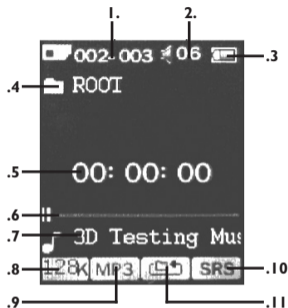 1. 2.
002-003 06 .3
.4 ROOT
.5 00: 00: 00
.6
.7 3D Testing Mus
.8 128K MP3 SRS .10
.9 .11